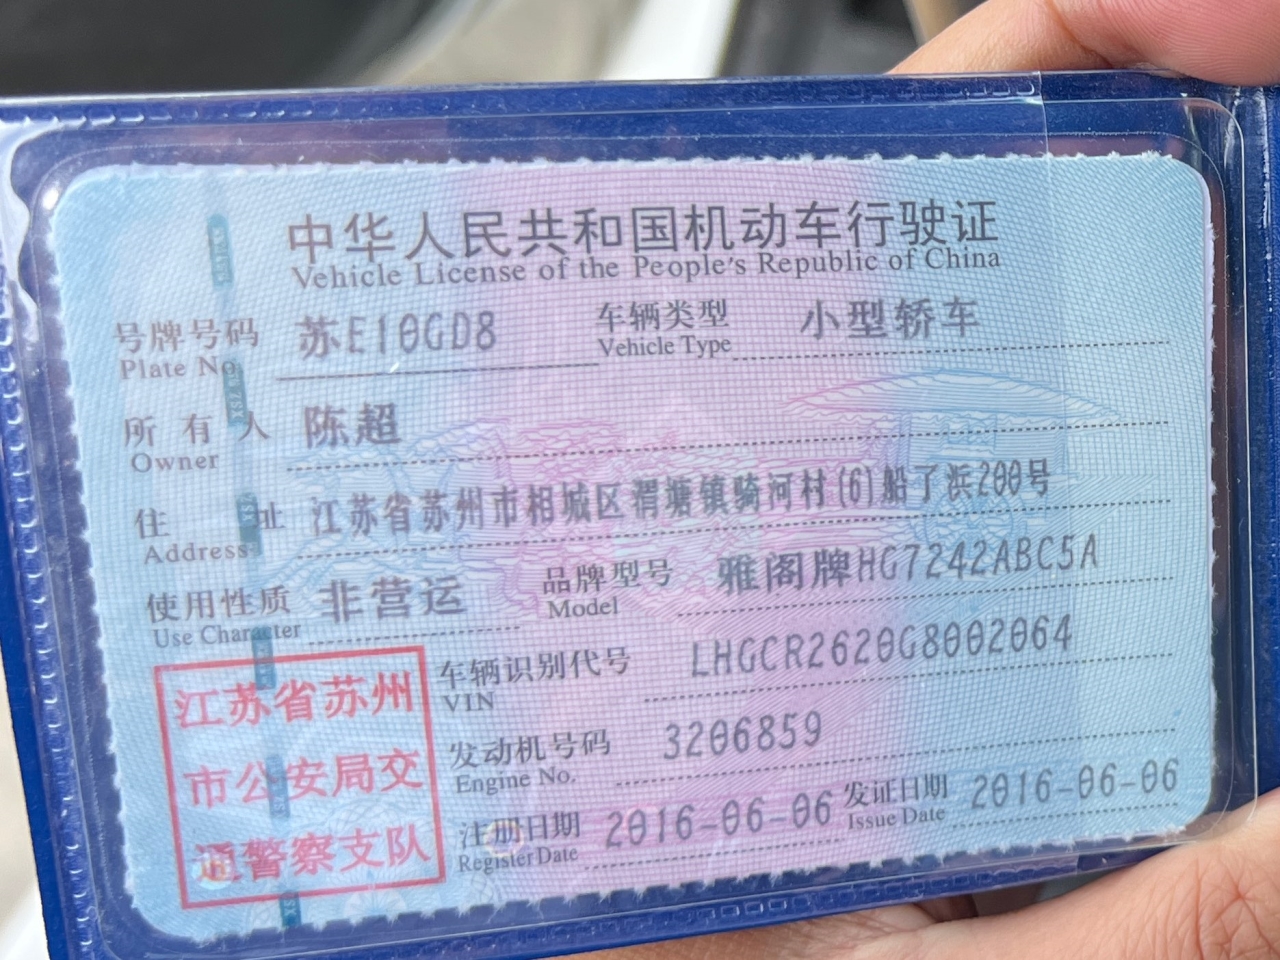 中华人民共和国机动车行驶证
Vehicle License of the People's Republic of China
号牌号码 苏E10GD8 车辆类型 小型轿车
Plate No. Vehicle Type
所有人 陈超
Owner
住址 江苏省苏州市相城区渭塘镇骑河村(6)船了浜200号
Address
使用性质 非营运 品牌型号 雅阁牌HG7242ABC5A
Use Character Model
车辆识别代号 LHGCR2620G8002064
VIN
发动机号码 3206859
Engine No.
注册日期 2016-06-06 发证日期 2016-06-06
Register Date Issue Date
江苏省苏州
市公安局交
通警察支队